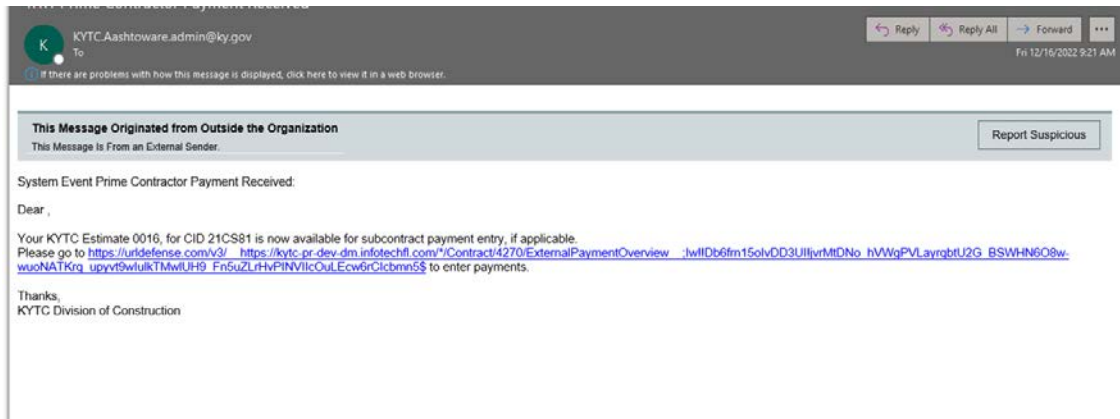 K
KYTC.Aashtoware.admin@ky.gov
To
Reply
Reply All
Forward
Fri 12/16/2022 9:21 AM
If there are problems with how this message is displayed, click here to view it in a web browser.
This Message Originated from Outside the Organization
This Message Is From an External Sender.
Report Suspicious
System Event Prime Contractor Payment Received:
Dear ,
Your KYTC Estimate 0016, for CID 21CS81 is now available for subcontract payment entry, if applicable.
Please go to https://urldefense.com/v3/__https://kytc-pr-dev-dm.infotechfl.com/*/Contract/4270/ExternalPaymentOverview
to enter payments.
Thanks,
KYTC Division of Construction